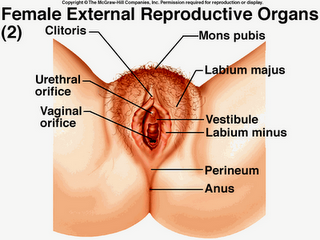 Copyright © The McGraw-Hill Companies, Inc. Permission required for reproduction or display.
Female External Reproductive Organs
(2)
Clitoris
Mons pubis
Labium majus
Urethral
orifice
Vaginal
orifice
Vestibule
Labium minus
Perineum
Anus